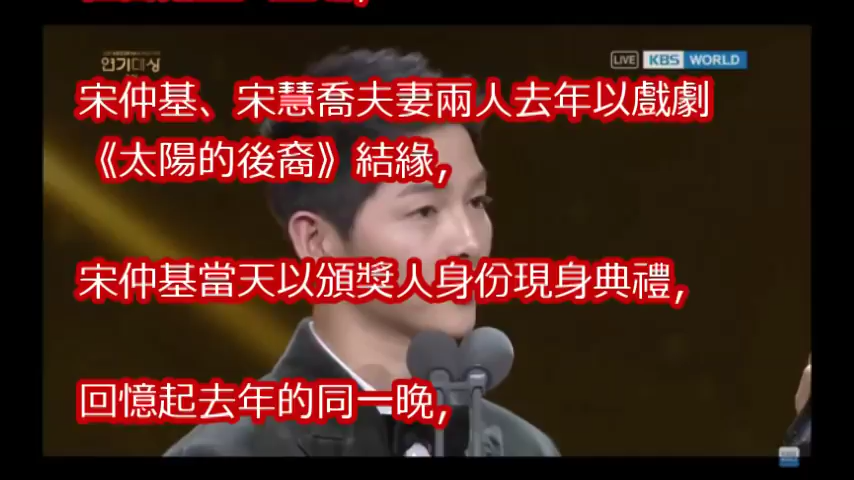 연기대상
LIVE KBS WORLD
宋仲基、宋慧喬夫妻兩人去年以戲劇
《太陽的後裔》結緣,
宋仲基當天以頒獎人身份現身典禮,
回憶起去年的同一晚,